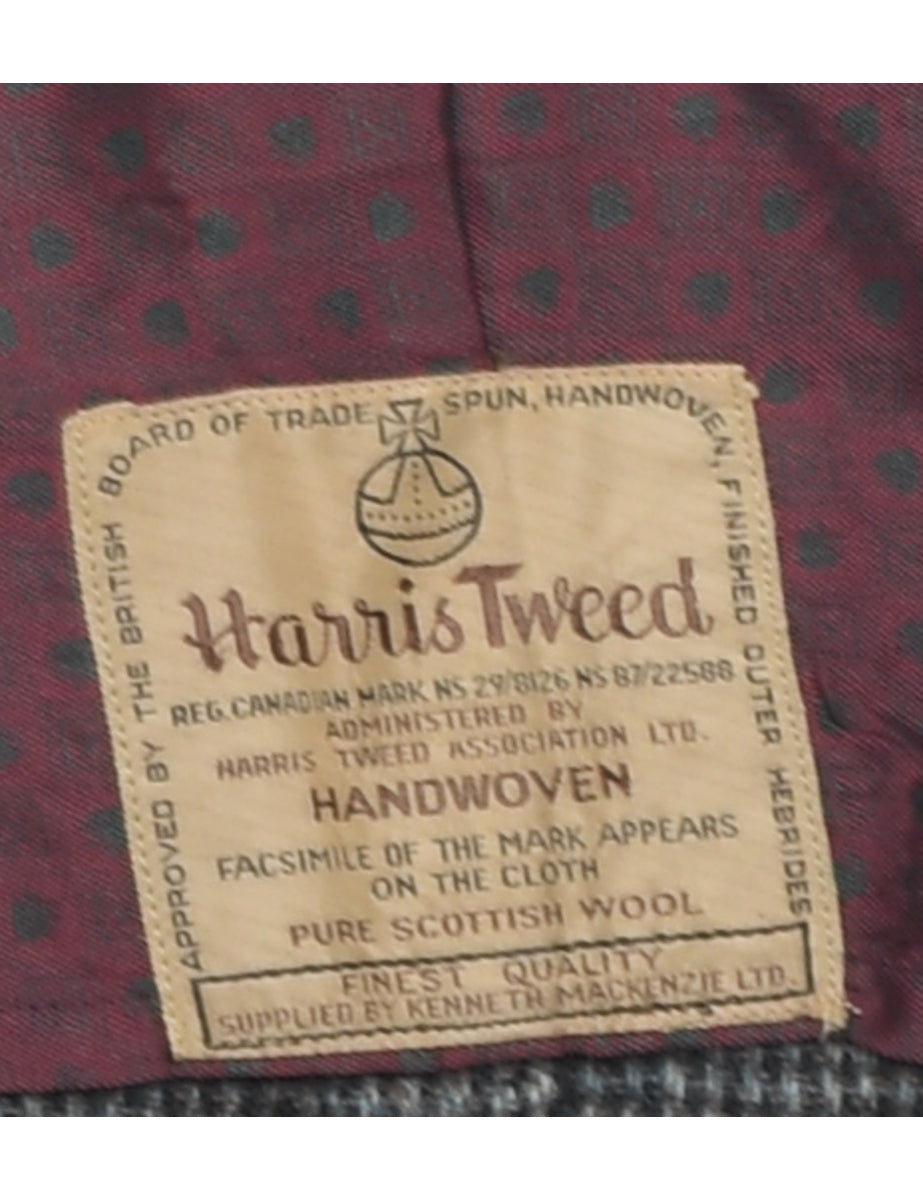 APPROVED BY THE BRITISH BOARD OF TRADE SPUN, HANDWOVEN, FINISHED OUTER HEBRIDES
Harris Tweed
REG. CANADIAN MARK NS 29/8126 NS 87/22588
ADMINISTERED BY
HARRIS TWEED ASSOCIATION LTD.
HANDWOVEN
FACSIMILE OF THE MARK APPEARS
ON THE CLOTH
PURE SCOTTISH WOOL
FINEST QUALITY
SUPPLIED BY KENNETH MACKENZIE LTD.